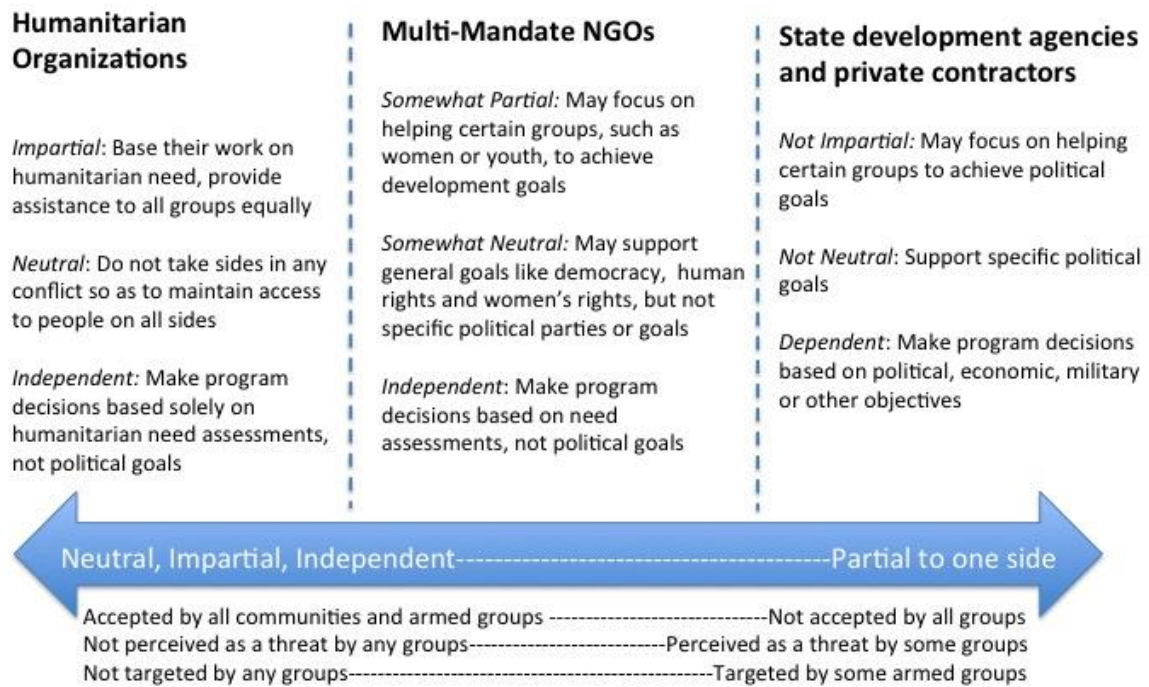 Humanitarian
Organizations
Impartial: Base their work on
humanitarian need, provide
assistance to all groups equally
Neutral: Do not take sides in any
conflict so as to maintain access
to people on all sides
Independent: Make program
decisions based solely on
humanitarian need assessments,
not political goals
Multi-Mandate NGOs
Somewhat Partial: May focus on
helping certain groups, such as
women or youth, to achieve
development goals
Somewhat Neutral: May support
general goals like democracy, human
rights and women's rights, but not
specific political parties or goals
Independent: Make program
decisions based on need
assessments, not political goals
State development agencies
and private contractors
Not Impartial: May focus on helping
certain groups to achieve political
goals
Not Neutral: Support specific political
goals
Dependent: Make program decisions
based on political, economic, military
or other objectives
Neutral, Impartial, Independent------------------------------------Partial to one side
Accepted by all communities and armed groups ----------------------------Not accepted by all groups
Not perceived as a threat by any groups-------------------------Perceived as a threat by some groups
Not targeted by any groups----------------------------------------------Targeted by some armed groups